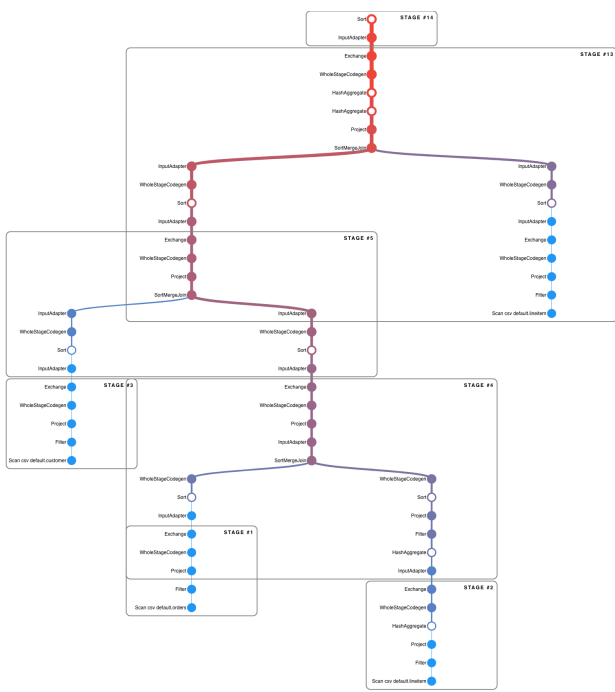 Sort
STAGE #14
InputAdapter
Exchange
STAGE #13
WholeStageCodegen
HashAggregate
HashAggregate
Project
SortMergeJoin
InputAdapter
InputAdapter
WholeStageCodegen
WholeStageCodegen
Sort
Sort
InputAdapter
InputAdapter
Exchange
STAGE #5
Exchange
WholeStageCodegen
WholeStageCodegen
Project
Project
SortMergeJoin
Filter
InputAdapter
InputAdapter
Scan csv default.lineitem
WholeStageCodegen
WholeStageCodegen
Sort
Sort
InputAdapter
InputAdapter
Exchange
STAGE #3
Exchange
STAGE #4
WholeStageCodegen
WholeStageCodegen
Project
Project
Filter
InputAdapter
Scan csv default.customer
SortMergeJoin
WholeStageCodegen
WholeStageCodegen
Sort
Sort
InputAdapter
Project
Exchange
STAGE #1
Filter
WholeStageCodegen
HashAggregate
Project
InputAdapter
Filter
Exchange
STAGE #2
Scan csv default.orders
WholeStageCodegen
HashAggregate
Project
Filter
Scan csv default.lineitem